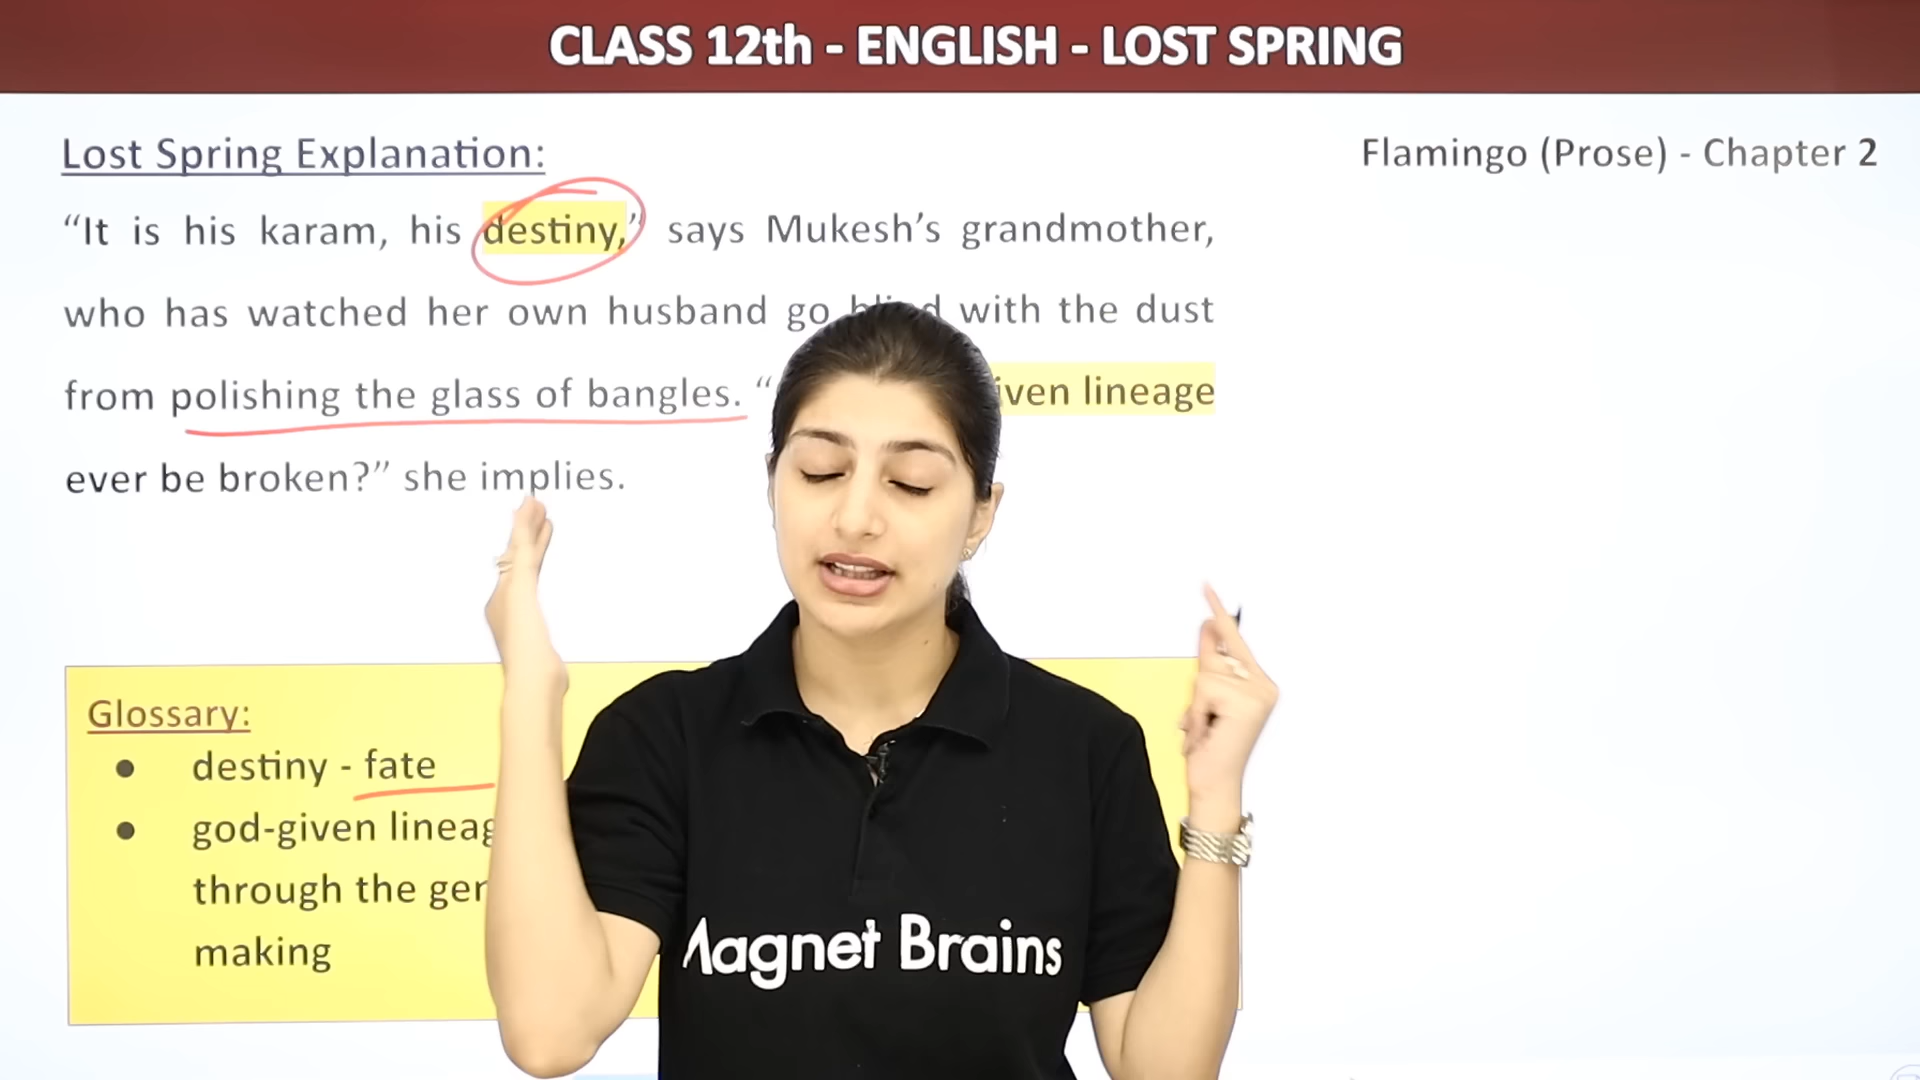 CLASS 12th - ENGLISH - LOST SPRING
Lost Spring Explanation:
Flamingo (Prose) - Chapter 2
“It is his karam, his destiny,” says Mukesh’s grandmother,
who has watched her own husband go blind with the dust
from polishing the glass of bangles. “ lineage
ever be broken?” she implies.
Glossary:
● destiny - fate
● god-given
through the
making
Magnet Brains